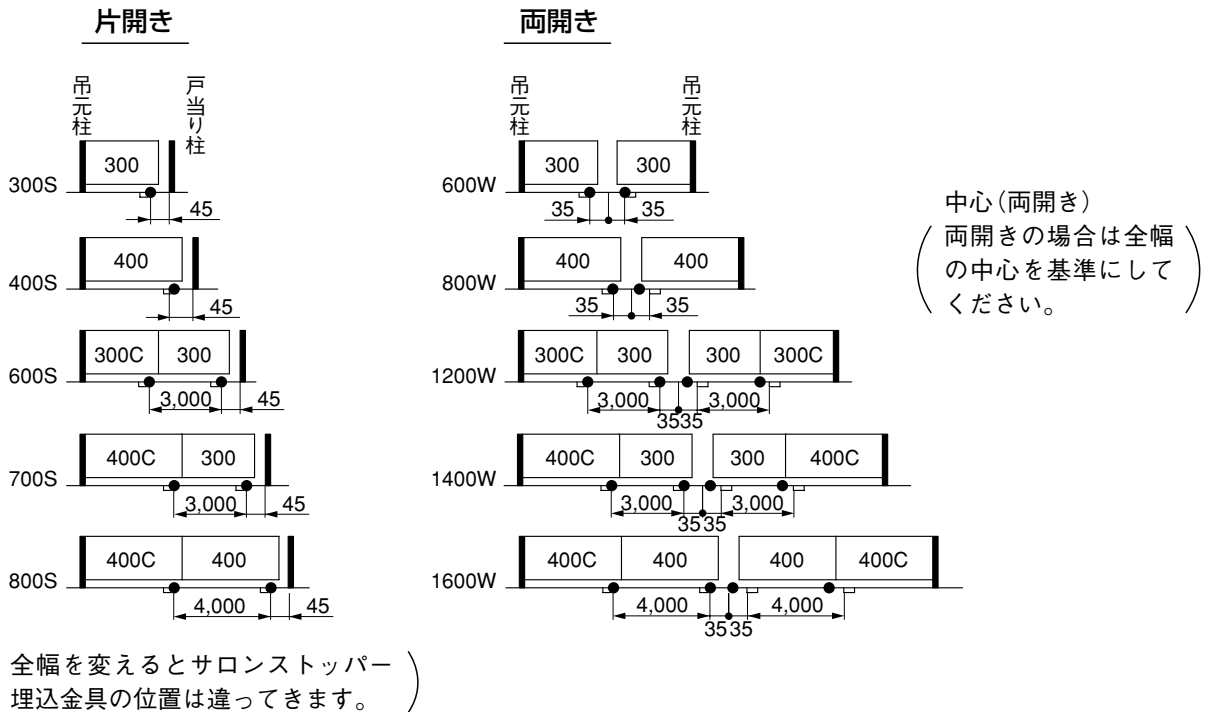 片開き
吊元柱
戸当り柱
300S
300
45
400S
400
45
600S
300C
300
3,000
45
700S
400C
300
3,000
45
800S
400C
400
4,000
45
全幅を変えるとサロンストッパー
埋込金具の位置は違ってきます。
両開き
吊元柱
吊元柱
600W
300
300
35
35
800W
400
400
35
35
1200W
300C
300
300
300C
3,000
3,000
35 35
1400W
400C
300
300
400C
3,000
3,000
35 35
1600W
400C
400
400
400C
4,000
4,000
35 35
中心（両開き）
両開きの場合は全幅
の中心を基準にして
ください。